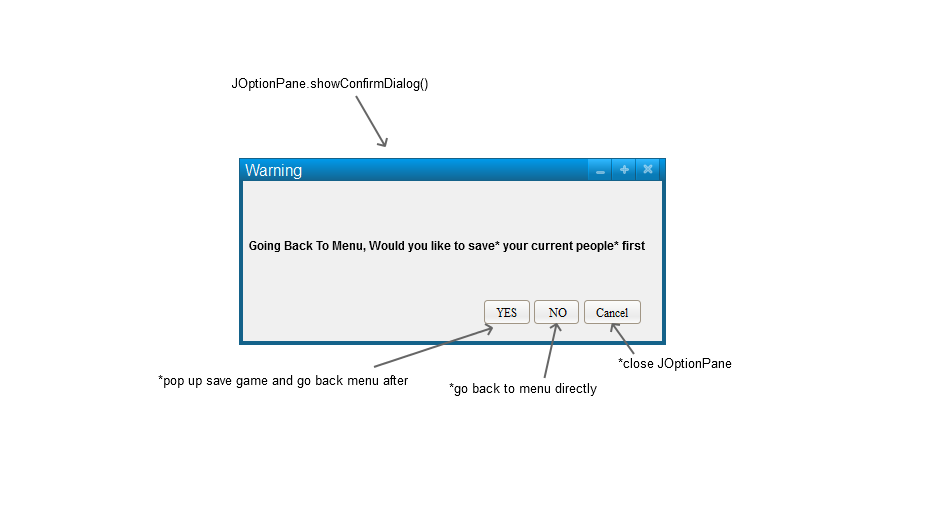 JOptionPane.showConfirmDialog()
Warning
Going Back To Menu, Would you like to save* your current people* first
YES NO Cancel
*close JOptionPane
*pop up save game and go back menu after
*go back to menu directly